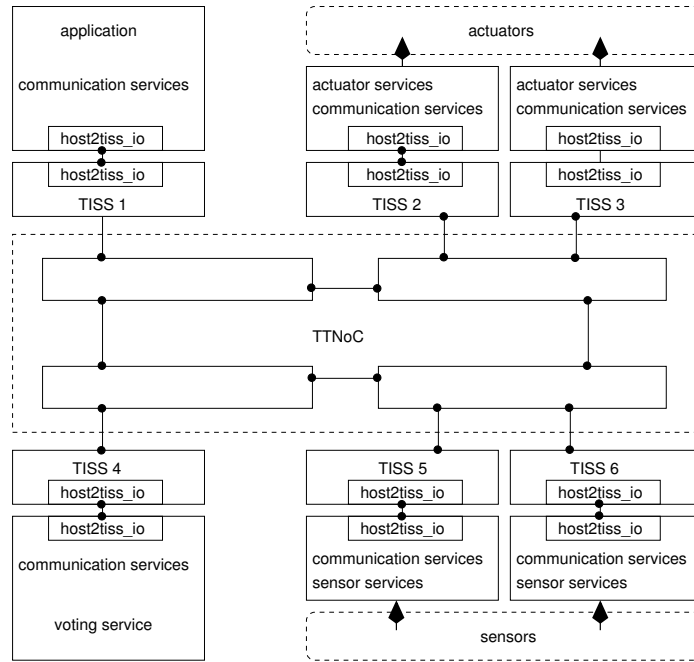 application
communication services
host2tiss_io
host2tiss_io
TISS 1
actuators
actuator services
communication services
host2tiss_io
host2tiss_io
TISS 2
actuator services
communication services
host2tiss_io
host2tiss_io
TISS 3
TTNoC
TISS 4
host2tiss_io
host2tiss_io
communication services
voting service
TISS 5
host2tiss_io
host2tiss_io
communication services
sensor services
TISS 6
host2tiss_io
host2tiss_io
communication services
sensor services
sensors